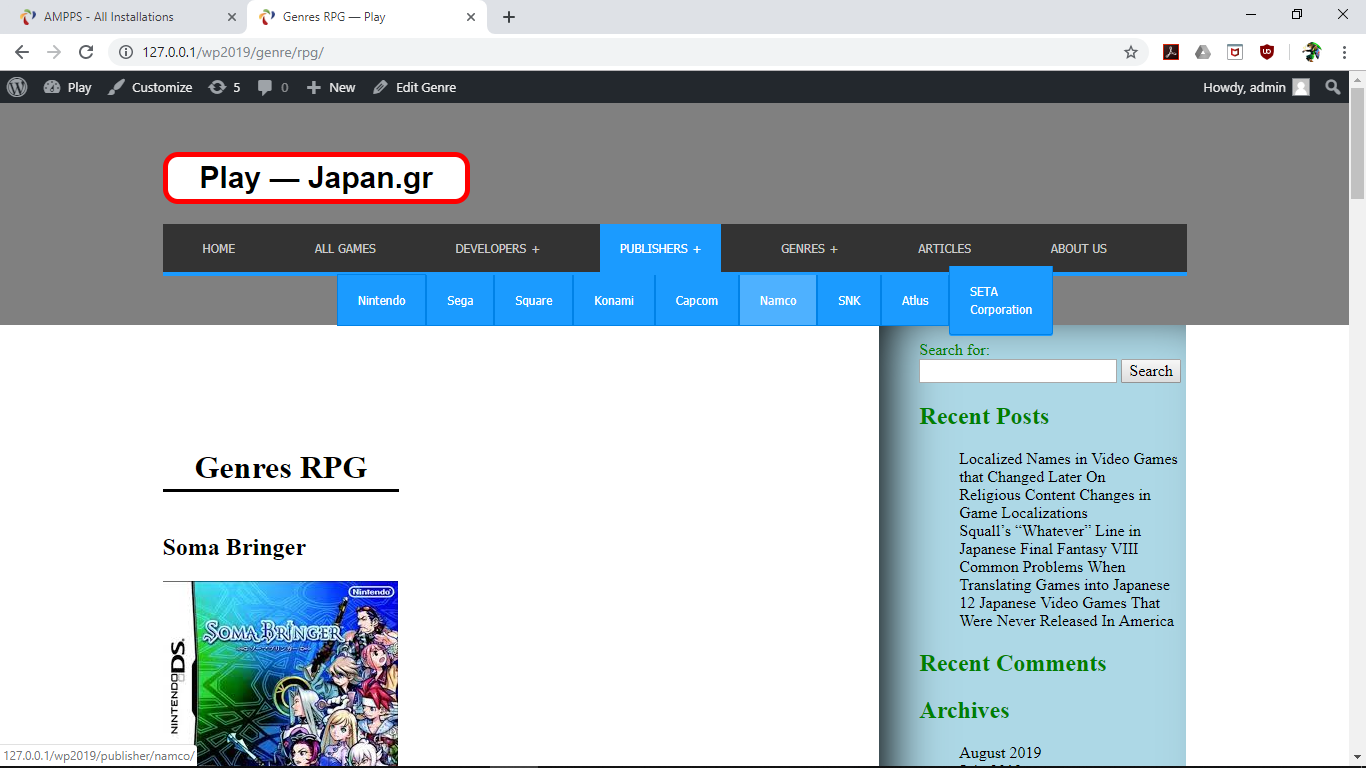 AMPPS - All Installations
Genres RPG — Play
127.0.0.1/wp2019/genre/rpg/
Play Customize 5 0 New Edit Genre Howdy, admin
Play — Japan.gr
HOME ALL GAMES DEVELOPERS + PUBLISHERS + GENRES + ARTICLES ABOUT US
Nintendo Sega Square Konami Capcom Namco SNK Atlus SETA
Corporation
Search for:
Search
Recent Posts
Localized Names in Video Games
that Changed Later On
Religious Content Changes in
Game Localizations
Squall’s “Whatever” Line in
Japanese Final Fantasy VIII
Common Problems When
Translating Games into Japanese
12 Japanese Video Games That
Were Never Released In America
Recent Comments
Archives
August 2019
Genres RPG
Soma Bringer
Nintendo
SOMA BRINGER
NINTENDO DS
127.0.0.1/wp2019/publisher/namco/